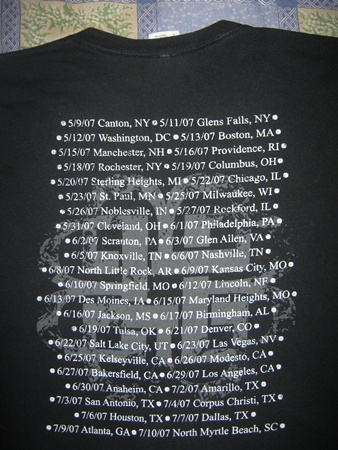 • 5/9/07 Canton, NY • 5/11/07 Glens Falls, NY •
• 5/12/07 Washington, DC • 5/13/07 Boston, MA •
• 5/15/07 Manchester, NH • 5/16/07 Providence, RI •
• 5/18/07 Rochester, NY • 5/19/07 Columbus, OH •
• 5/20/07 Sterling Heights, MI • 5/22/07 Chicago, IL •
• 5/23/07 St. Paul, MN • 5/25/07 Milwaukee, WI •
• 5/26/07 Noblesville, IN • 5/27/07 Rockford, IL •
• 5/31/07 Cleveland, OH • 6/1/07 Philadelphia, PA •
• 6/2/07 Scranton, PA • 6/3/07 Glen Allen, VA •
• 6/5/07 Knoxville, TN • 6/6/07 Nashville, TN •
• 6/8/07 North Little Rock, AR • 6/9/07 Kansas City, MO •
• 6/10/07 Springfield, MO • 6/12/07 Lincoln, NE •
• 6/13/07 Des Moines, IA • 6/15/07 Maryland Heights, MO •
• 6/16/07 Jackson, MS • 6/17/07 Birmingham, AL •
• 6/19/07 Tulsa, OK • 6/21/07 Denver, CO •
• 6/22/07 Salt Lake City, UT • 6/23/07 Las Vegas, NV •
• 6/25/07 Kelseyville, CA • 6/26/07 Modesto, CA •
• 6/27/07 Bakersfield, CA • 6/29/07 Los Angeles, CA •
• 6/30/07 Anaheim, CA • 7/2/07 Amarillo, TX •
• 7/3/07 San Antonio, TX • 7/4/07 Corpus Christi, TX •
• 7/6/07 Houston, TX • 7/7/07 Dallas, TX •
• 7/9/07 Atlanta, GA • 7/10/07 North Myrtle Beach, SC •